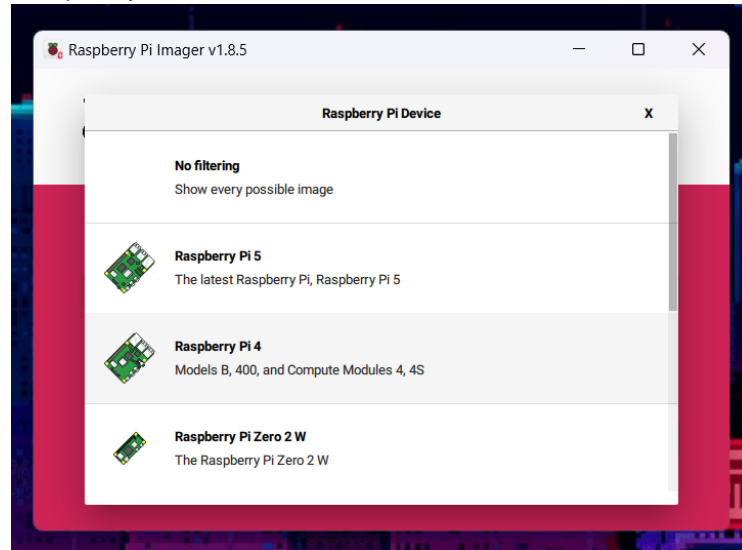 Raspberry Pi Imager v1.8.5
Raspberry Pi Device X
No filtering
Show every possible image
Raspberry Pi 5
The latest Raspberry Pi, Raspberry Pi 5
Raspberry Pi 4
Models B, 400, and Compute Modules 4, 4S
Raspberry Pi Zero 2 W
The Raspberry Pi Zero 2 W